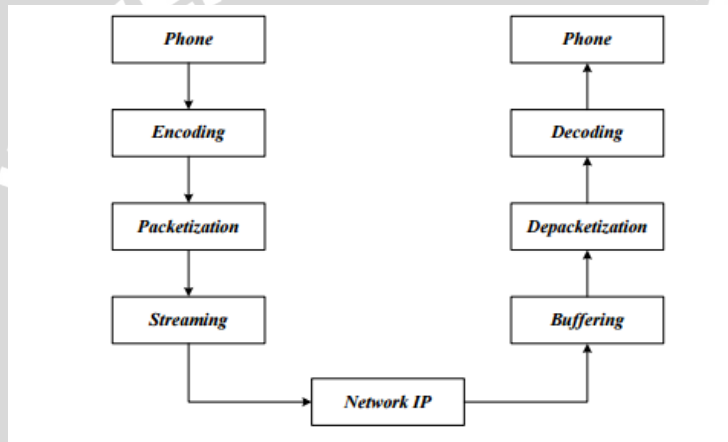 Phone
Encoding
Packetization
Streaming
Network IP
Phone
Decoding
Depacketization
Buffering